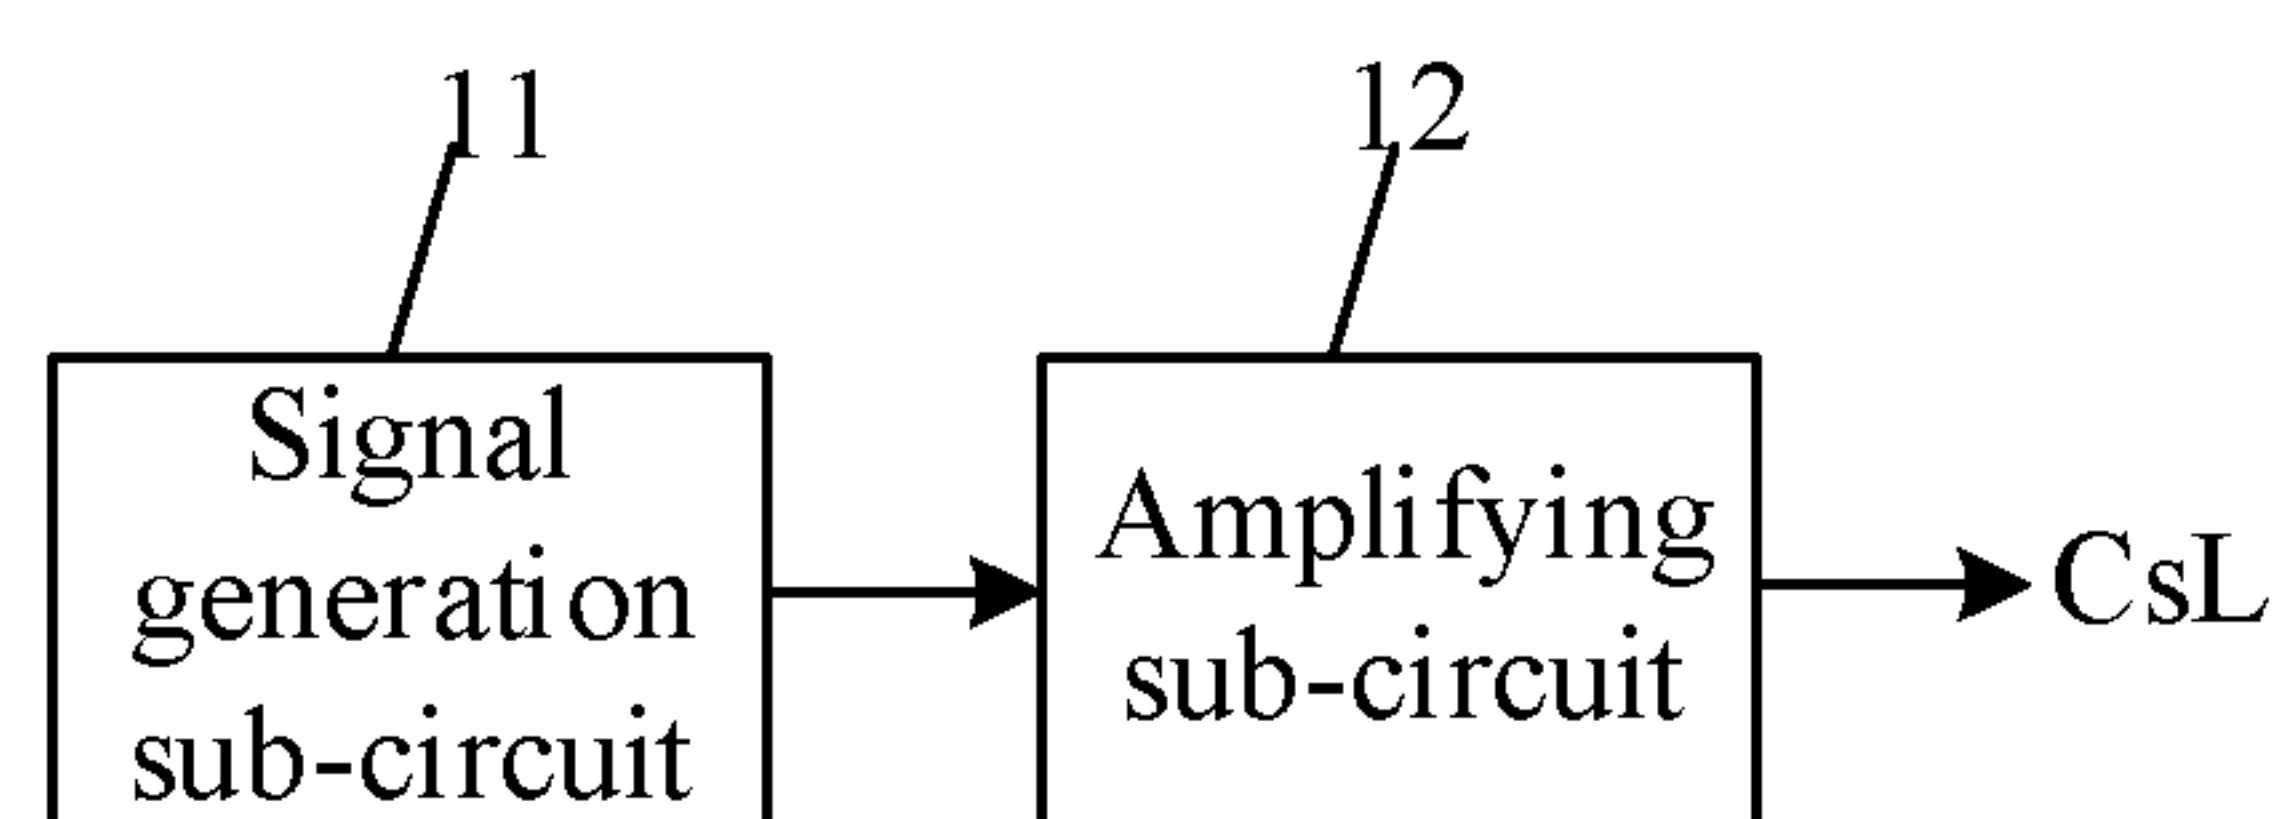 11
12
Signal
generation
sub-circuit
Amplifying
sub-circuit
CsL